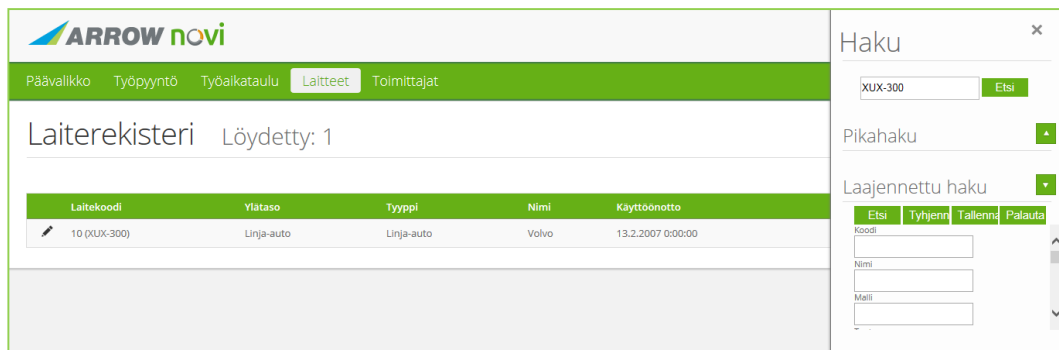 ARROW novi
Päävalikko Työpyyntö Työaikataulu Laitteet Toimittajat
Laiterekisteri Löydetty: 1
Laitekoodi Ylätaso Tyyppi Nimi Käyttöönotto
10 (XUX-300) Linja-auto Linja-auto Volvo 13.2.2007 0:00:00
Haku
XUX-300 Etsi
Pikahaku
Laajennettu haku
Etsi Tyhjenn Tallenna Palauta
Koodi
Nimi
Malli